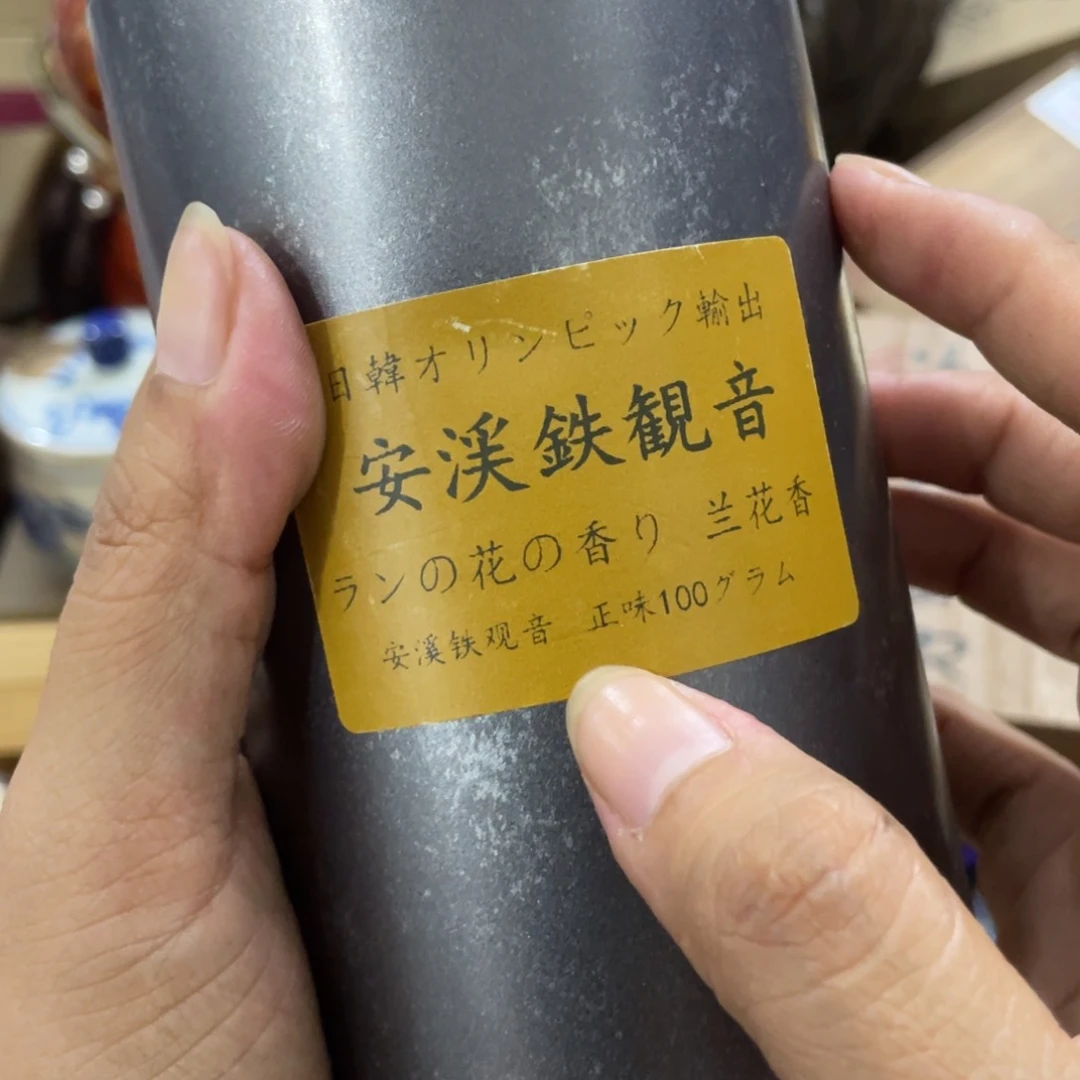 日韓オリンピック輸出
安渓鉄観音
ランの花の香り 兰花香
安溪铁观音 正味100グラム